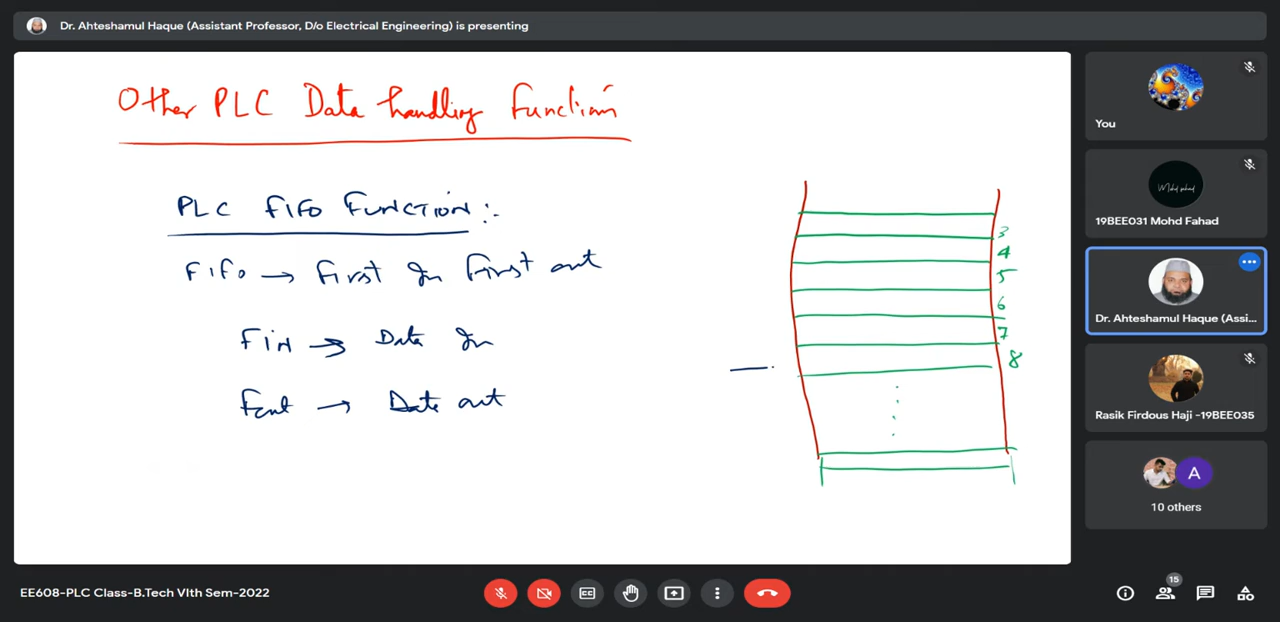 Dr. Ahteshamul Haque (Assistant Professor, D/o Electrical Engineering) is presenting
Other PLC Data handling Function
PLC FIFO FUNCTION :-
FIFO → First In First out
FIN → Data In
Fout → Data out
3
4
5
6
7
8
You
Mohd fahad
19BEE031 Mohd Fahad
Dr. Ahteshamul Haque (Assi...
Rasik Firdous Haji -19BEE035
A
10 others
EE608-PLC Class-B.Tech VIth Sem-2022
15